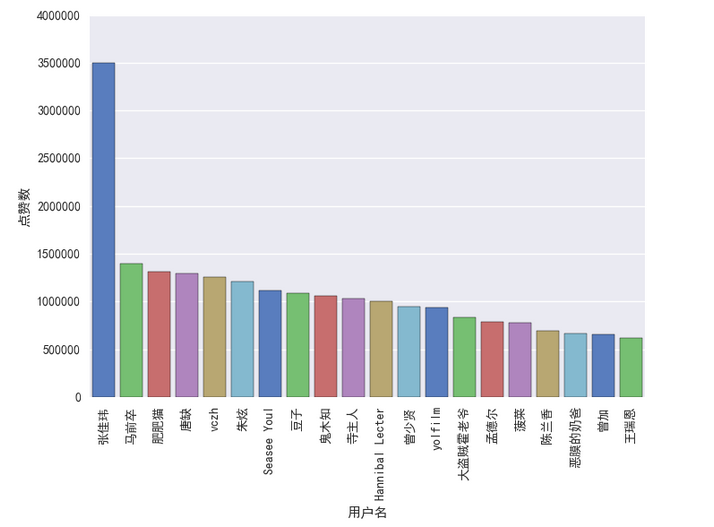 4000000
3500000
3000000
2500000
2000000
1500000
1000000
500000
0
点赞数
张佳玮
马前卒
肥肥猫
唐缺
vczh
朱炫
Seasee Youl
豆子
鬼木知
寺主人
Hannibal Lecter
曾少贤
yolfilm
大盗贼霍老爷
孟德尔
菠菜
陈兰香
恶膜的奶爸
曾加
王瑞恩
用户名